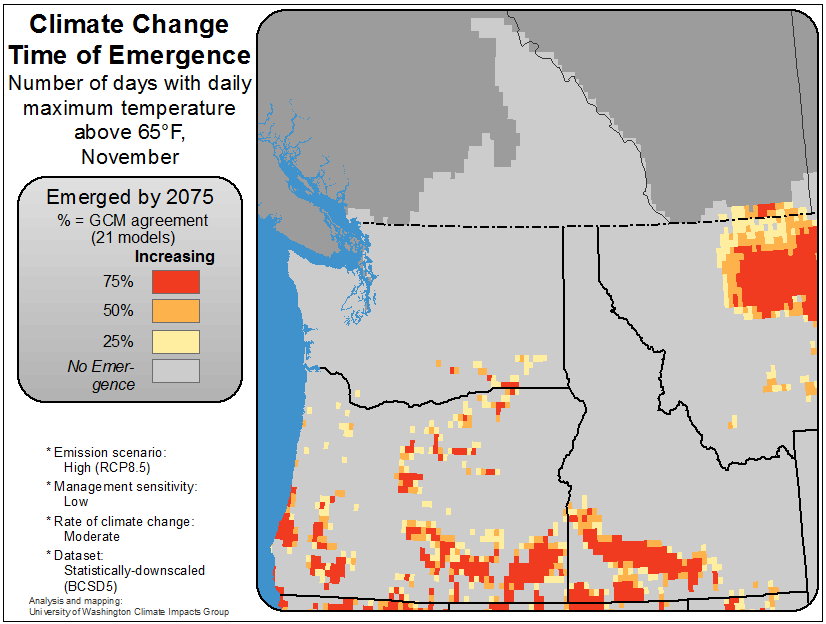 Climate Change
Time of Emergence
Number of days with daily
maximum temperature
above 65°F,
November
Emerged by 2075
% = GCM agreement
(21 models)
Increasing
75%
50%
25%
No Emer-
gence
* Emission scenario:
High (RCP8.5)
* Management sensitivity:
Low
* Rate of climate change:
Moderate
* Dataset:
Statistically-downscaled
(BCSD5)
Analysis and mapping:
University of Washington Climate Impacts Group